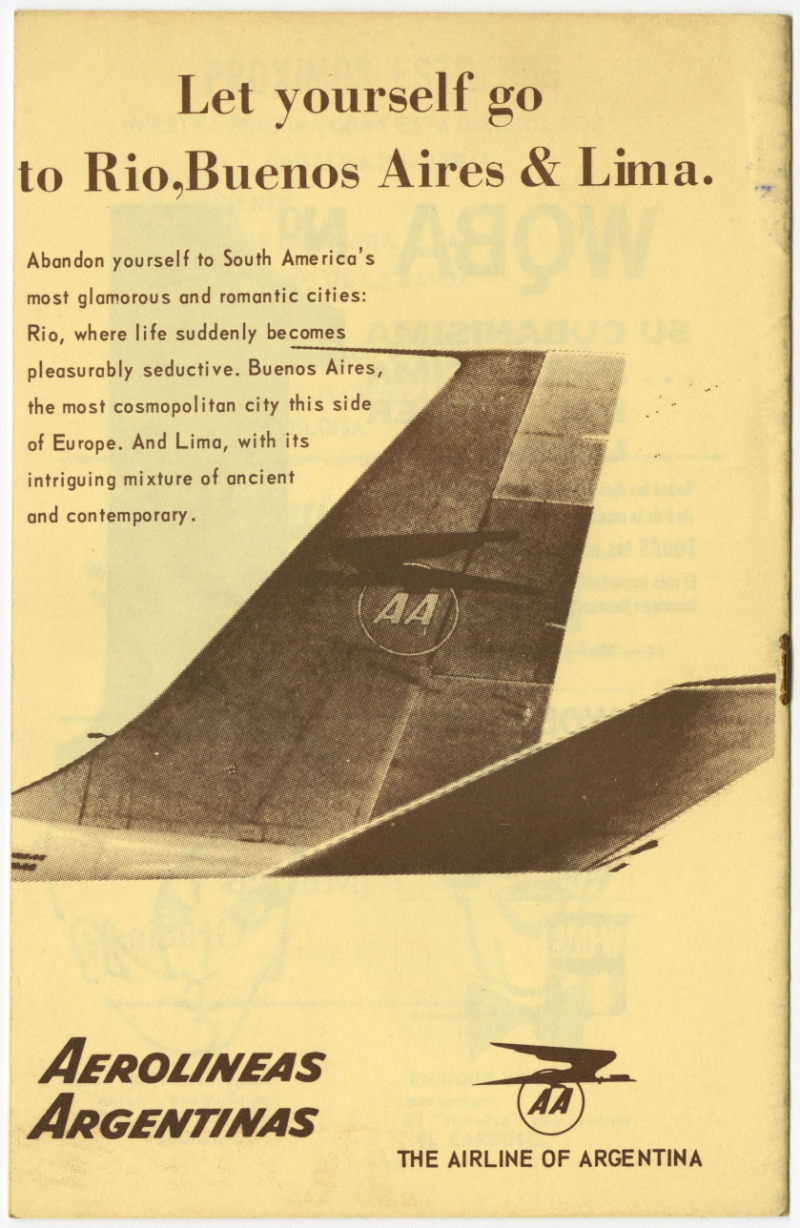 Let yourself go
to Rio, Buenos Aires & Lima.
Abandon yourself to South America's
most glamorous and romantic cities:
Rio, where life suddenly becomes
pleasurably seductive. Buenos Aires,
the most cosmopolitan city this side
of Europe. And Lima, with its
intriguing mixture of ancient
and contemporary.
AA
AEROLINEAS
ARGENTINAS
AA
THE AIRLINE OF ARGENTINA